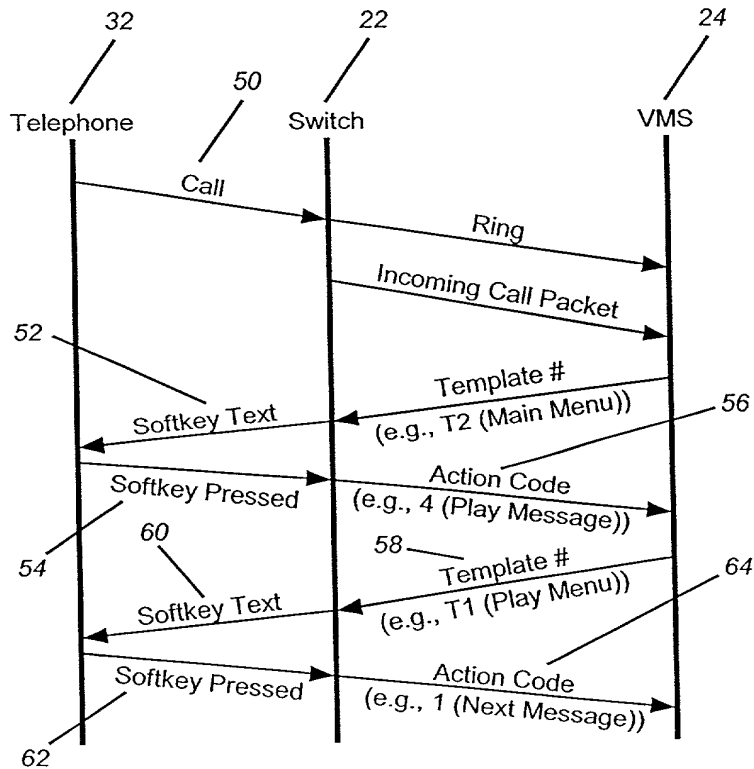 32
22
24
50
Telephone
Switch
VMS
Call
Ring
Incoming Call Packet
52
Template #
Softkey Text
(e.g., T2 (Main Menu))
56
Softkey Pressed
Action Code
(e.g., 4 (Play Message))
54
60
58
Template #
64
Softkey Text
(e.g., T1 (Play Menu))
Softkey Pressed
Action Code
(e.g., 1 (Next Message))
62